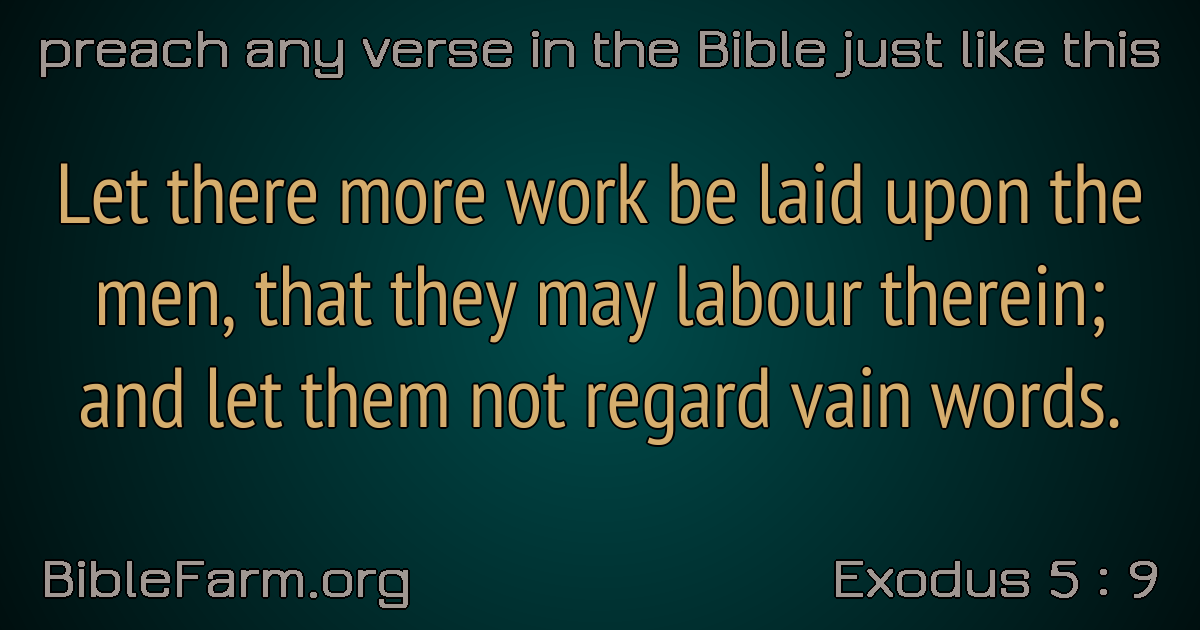 preach any verse in the Bible just like this
Let there more work be laid upon the
men, that they may labour therein;
and let them not regard vain words.
BibleFarm.org
Exodus 5 : 9